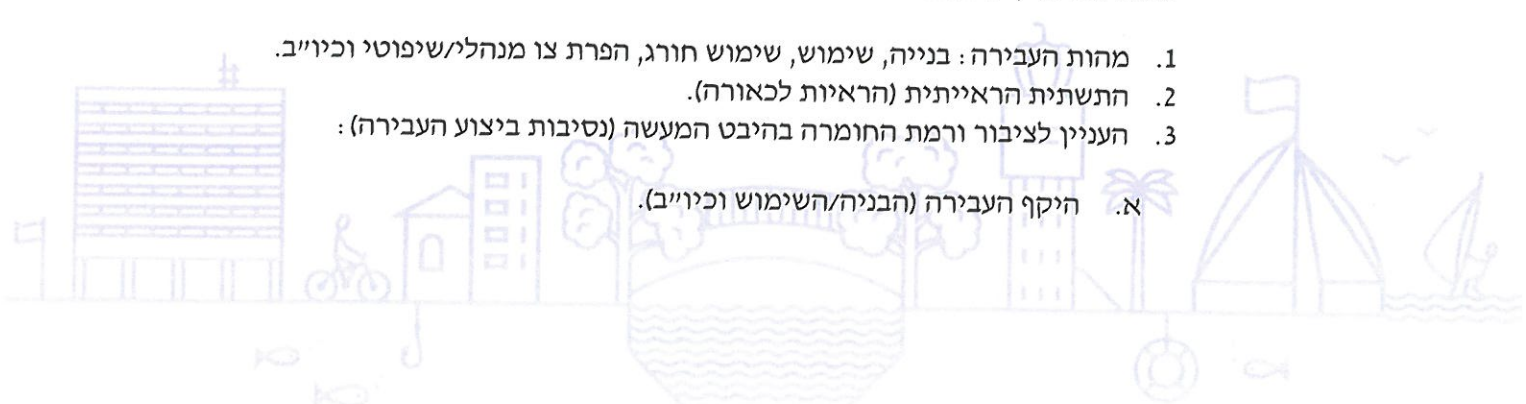 1. מהות העבירה: בנייה, שימוש, שימוש חורג, הפרת צו מנהלי/שיפוטי וכיו״ב.
2. התשתית הראייתית (הראיות לכאורה).
3. העניין לציבור ורמת החומרה בהיבט המעשה (נסיבות ביצוע העבירה):
א. היקף העבירה (הבניה/השימוש וכיו״ב).